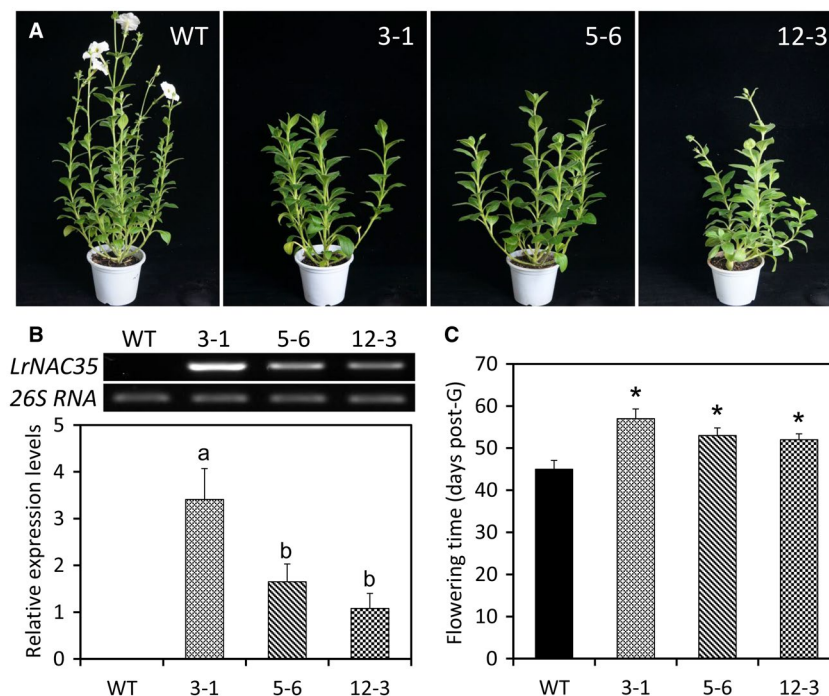 A
WT
3-1
5-6
12-3
B
WT 3-1 5-6 12-3
LrNAC35
26S RNA
Relative expression levels
5
4
3
2
1
0
a
b
b
WT 3-1 5-6 12-3
C
Flowering time (days post-G)
70
60
50
40
30
20
10
0
*
*
*
WT 3-1 5-6 12-3